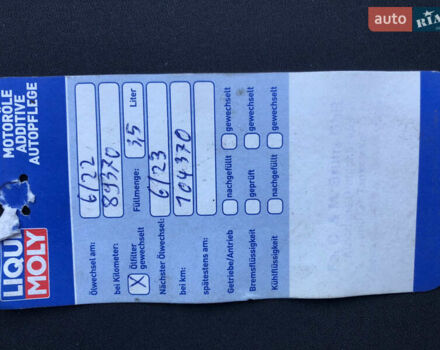 auto RIA
LIQUI
MOLY
MOTORÖLE
ADDITIVE
AUTOPFLEGE
Ölwechsel am: 6/22
bei Kilometer: 89370
X Ölfilter gewechselt Füllmenge: 3,5 Liter
Nächster Ölwechsel: 6/23
bei km: 104370
spätestens am:
Getriebe/Antrieb nachgefüllt gewechselt
Bremsflüssigkeit geprüft gewechselt
Kühlflüssigkeit nachgefüllt gewechselt